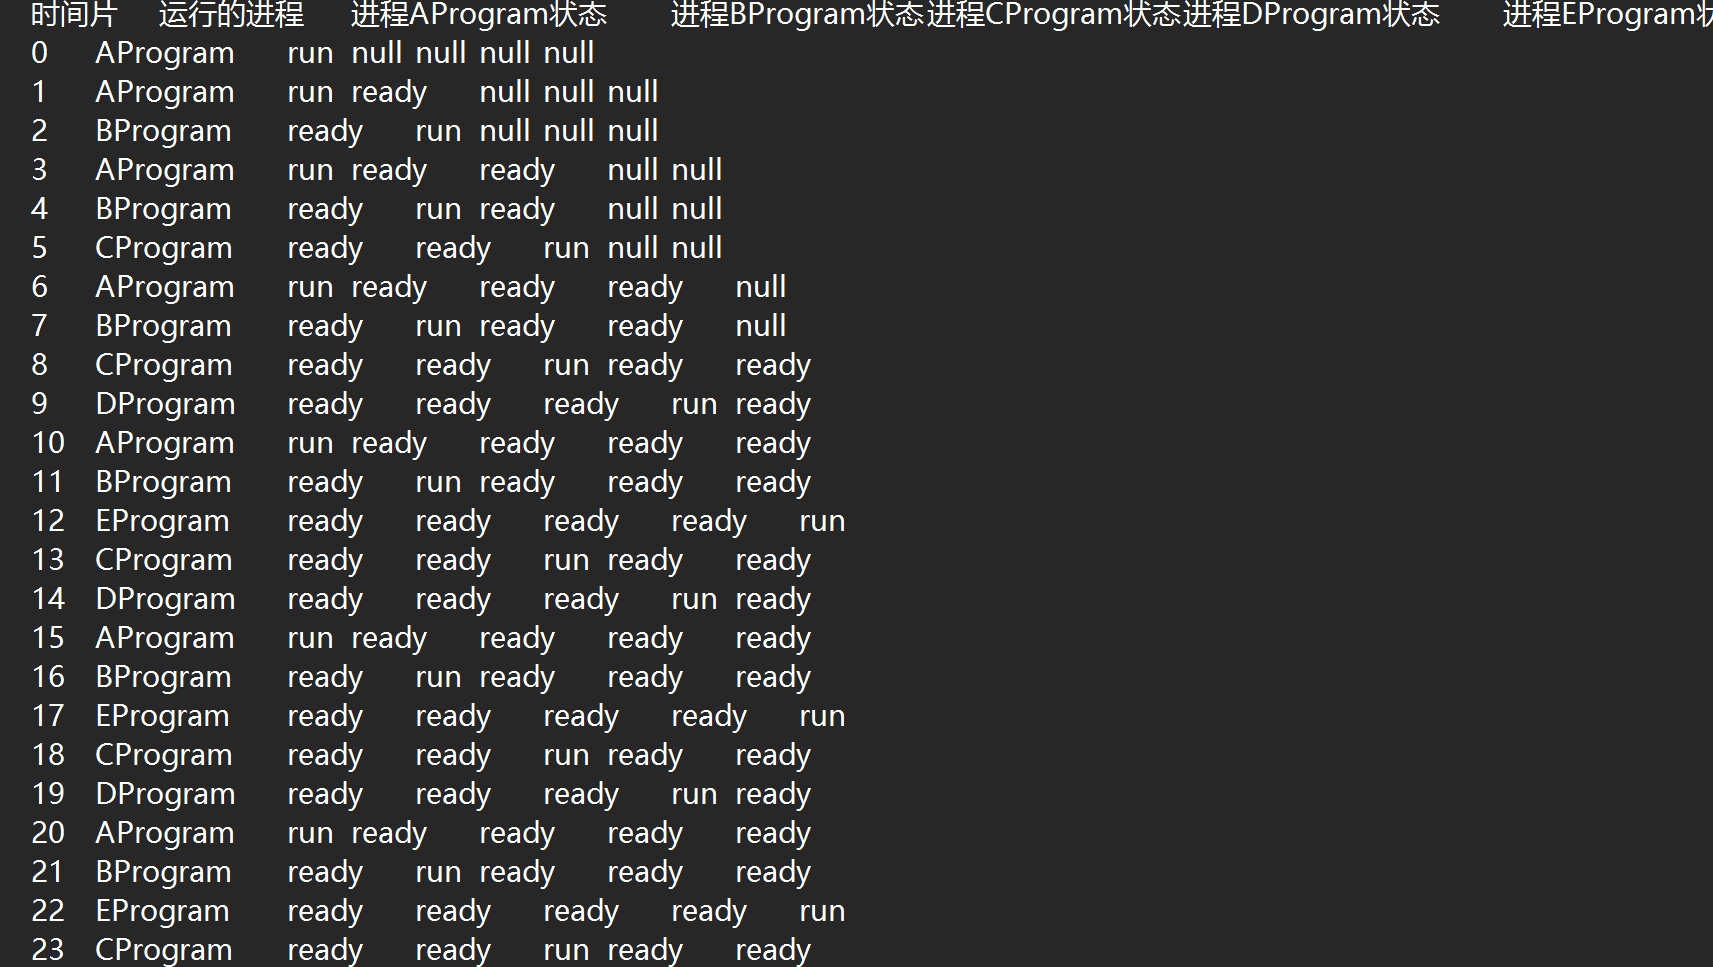 时间片 运行的进程 进程AProgram状态 进程BProgram状态 进程CProgram状态 进程DProgram状态 进程EProgram状
0 AProgram run null null null null
1 AProgram run ready null null null
2 BProgram ready run null null null
3 AProgram run ready ready null null
4 BProgram ready run ready null null
5 CProgram ready ready run null null
6 AProgram run ready ready ready null
7 BProgram ready run ready ready null
8 CProgram ready ready run ready ready
9 DProgram ready ready ready run ready
10 AProgram run ready ready ready ready
11 BProgram ready run ready ready ready
12 EProgram ready ready ready ready run
13 CProgram ready ready run ready ready
14 DProgram ready ready ready run ready
15 AProgram run ready ready ready ready
16 BProgram ready run ready ready ready
17 EProgram ready ready ready ready run
18 CProgram ready ready run ready ready
19 DProgram ready ready ready run ready
20 AProgram run ready ready ready ready
21 BProgram ready run ready ready ready
22 EProgram ready ready ready ready run
23 CProgram ready ready run ready ready